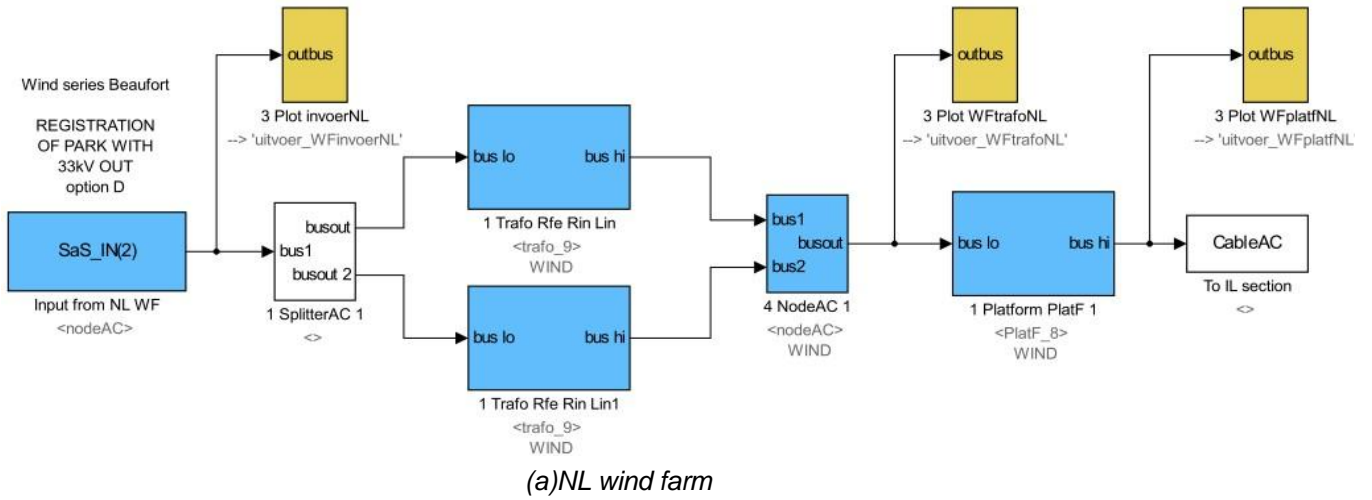 Wind series Beaufort
REGISTRATION
OF PARK WITH
33kV OUT
option D
SaS_IN(2)
Input from NL WF
<nodeAC>
outbus
3 Plot invoerNL
--> 'uitvoer_WFinvoerNL'
bus1
busout
busout 2
1 SplitterAC 1
<>
bus lo
bus hi
1 Trafo Rfe Rin Lin
<trafo_9>
WIND
bus lo
bus hi
1 Trafo Rfe Rin Lin1
<trafo_9>
WIND
bus1
busout
bus2
4 NodeAC 1
<nodeAC>
WIND
outbus
3 Plot WFtrafoNL
--> 'uitvoer_WFtrafoNL'
bus lo
bus hi
1 Platform PlatF 1
<PlatF_8>
WIND
outbus
3 Plot WFplatfNL
--> 'uitvoer_WFplatfNL'
CableAC
To IL section
<>
(a)NL wind farm